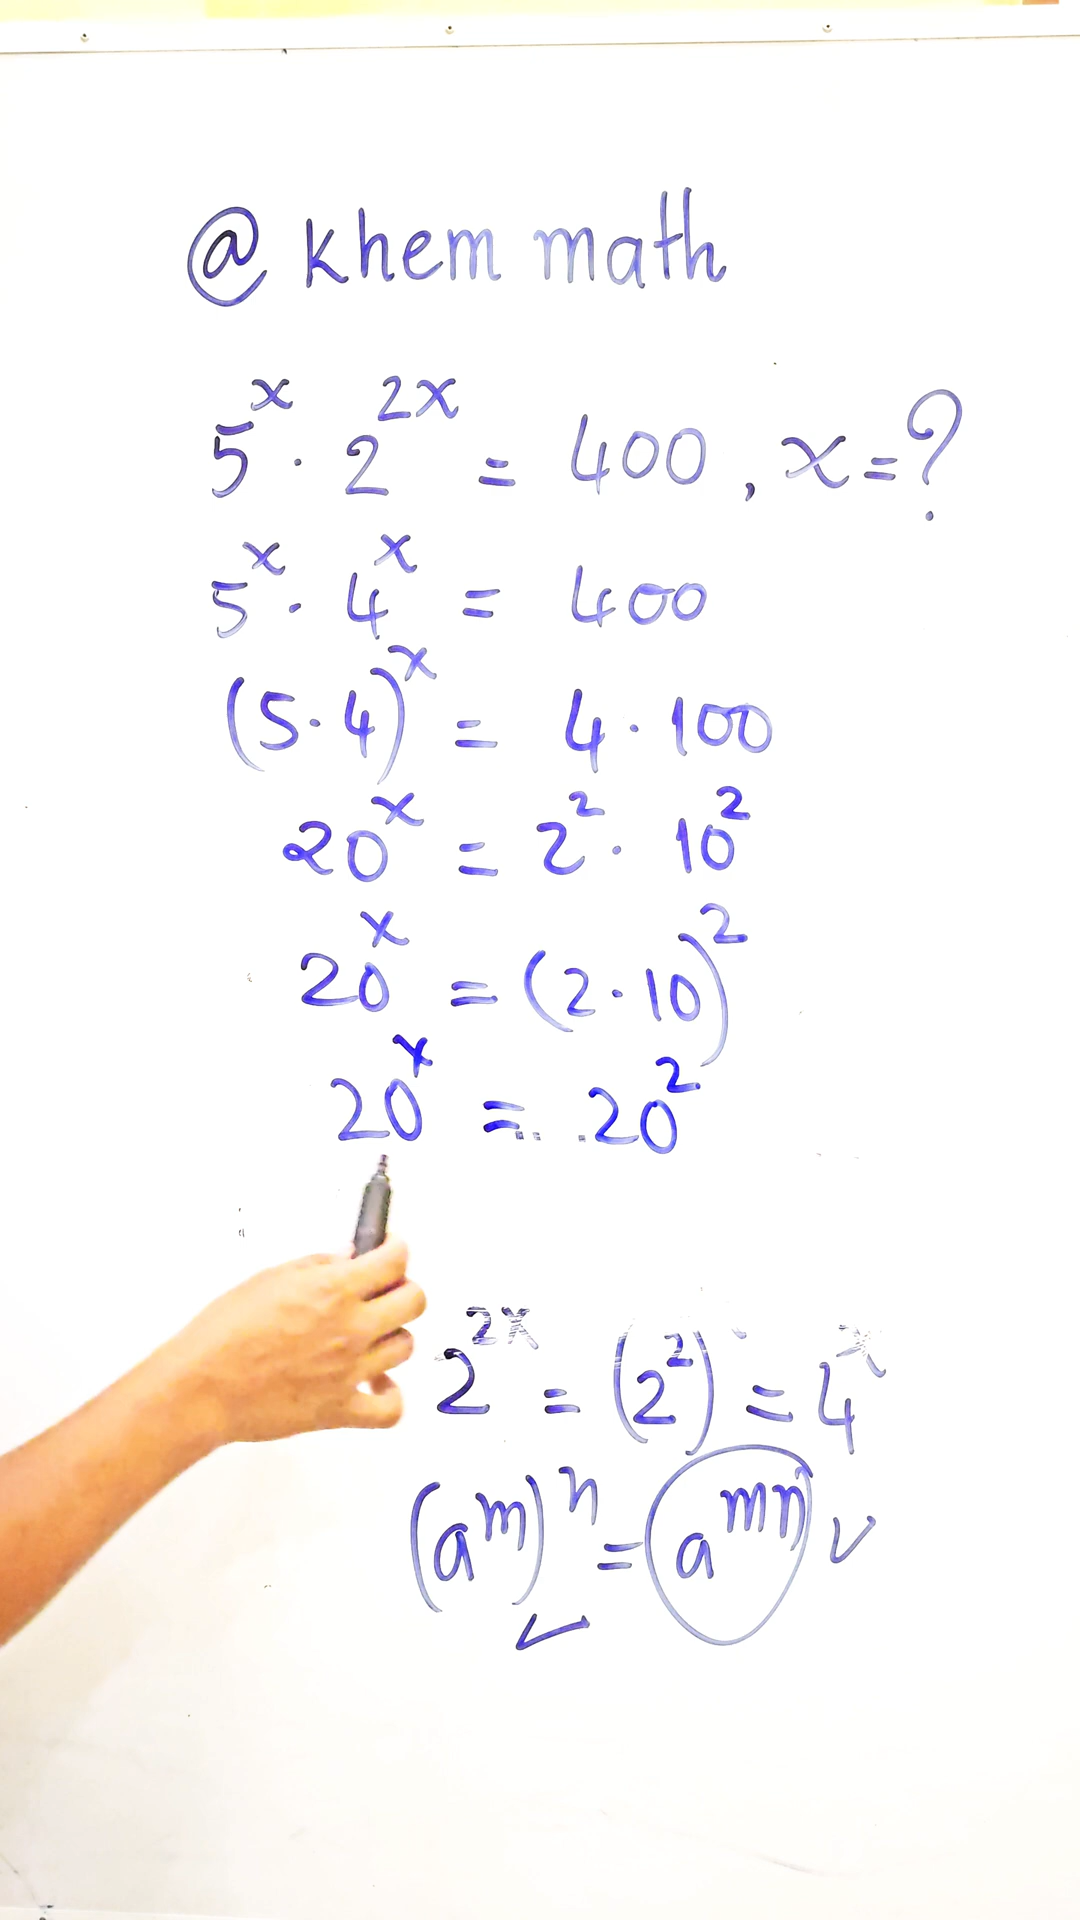 @ khem math
5^x · 2^2x = 400 , x = ?
5^x · 4^x = 400
(5·4)^x = 4·100
20^x = 2^2 · 10^2
20^x = (2·10)^2
20^x = 20^2
2^2x = (2^2) = 4^x
(a^m)^n = a^mn ✓
✓